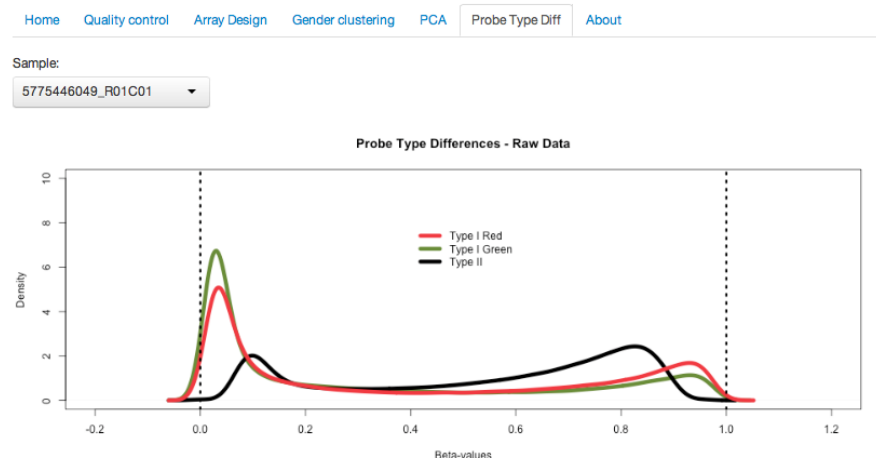 Home Quality control Array Design Gender clustering PCA Probe Type Diff About
Sample:
5775446049_R01C01
Probe Type Differences - Raw Data
10
8
6
4
2
0
Density
Type I Red
Type I Green
Type II
-0.2 0.0 0.2 0.4 0.6 0.8 1.0 1.2
Beta-values